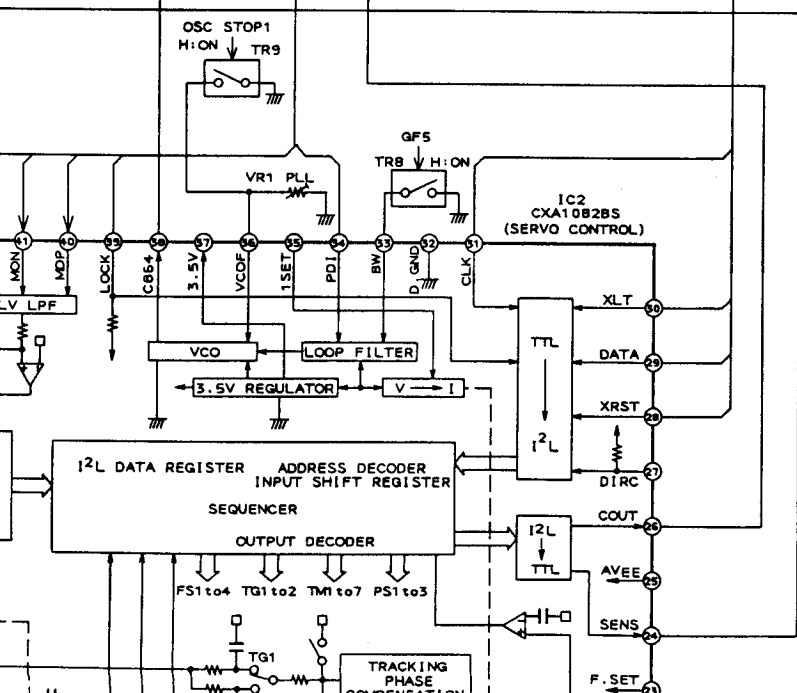 OSC STOP1
H:ON
TR9
GFS
TR8 H:ON
VR1 PLL
IC2
CXA1082BS
(SERVO CONTROL)
41
40
39
38
37
36
35
34
33
32
31
MON
MDP
LOCK
C864
3.5V
VCOF
ISET
PDI
BW
D.GND
CLK
LV LPF
VCO
LOOP FILTER
3.5V REGULATOR
V → I
TTL
I²L
XLT
30
DATA
29
XRST
28
DIRC
27
I²L DATA REGISTER
ADDRESS DECODER
INPUT SHIFT REGISTER
SEQUENCER
OUTPUT DECODER
I²L
TTL
COUT
26
AVEE
25
SENS
24
F.SET
23
FS1to4
TG1to2
TM1to7
PS1to3
TG1
TRACKING
PHASE
COMPENSATION